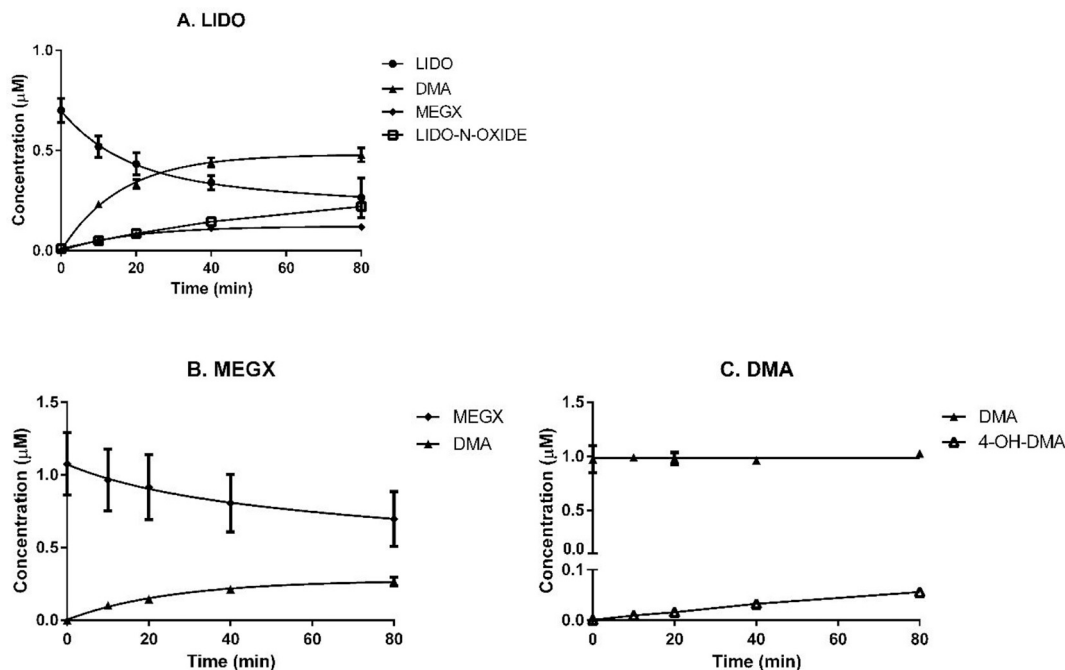 A. LIDO
Concentration (μM)
1.0
0.5
0.0
0
20
40
60
80
Time (min)
LIDO
DMA
MEGX
LIDO-N-OXIDE
B. MEGX
Concentration (μM)
1.5
1.0
0.5
0.0
0
20
40
60
80
Time (min)
MEGX
DMA
C. DMA
Concentration (μM)
1.5
1.0
0.5
0.0
0.1
0.0
0
20
40
60
80
Time (min)
DMA
4-OH-DMA